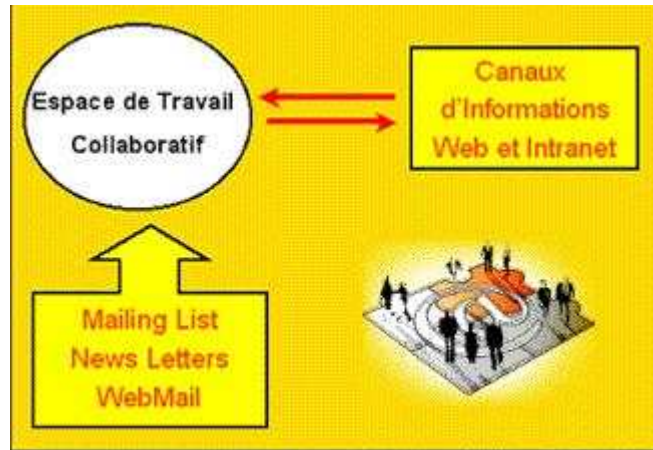 Espace de Travail
Collaboratif
Canaux
d'Informations
Web et Intranet
Mailing List
News Letters
WebMail